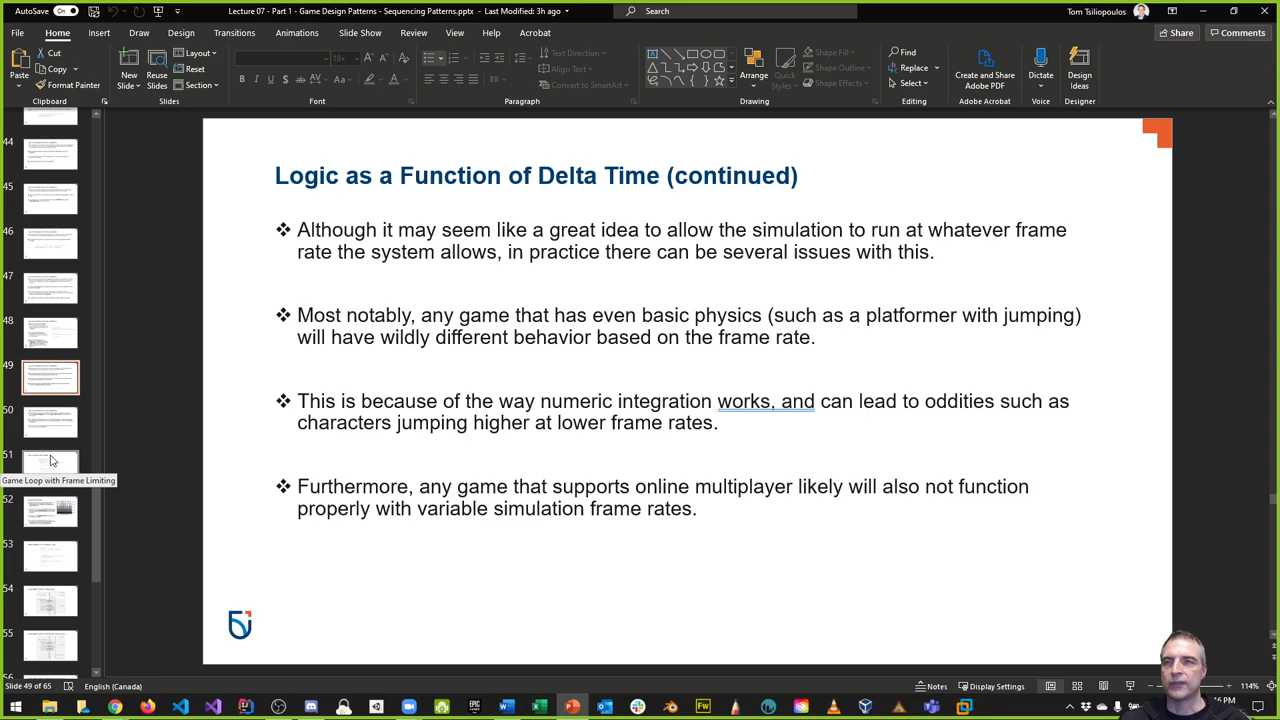 AutoSave On Lecture 07 - Part 1 - Game Design Patterns - Sequencing Patterns.pptx - Last Modified: 3h ago Search Tom Tsiliopoulos
File Home Insert Draw Design Transitions Animations Slide Show Review View Help Acrobat Share Comments
Paste Cut Copy Format Painter
New Slide Reuse Slides Layout Reset Section
18
Text Direction Align Text Convert to SmartArt
Arrange Quick Styles Shape Fill Shape Outline Shape Effects
Find Replace Select
Create and Share Adobe PDF Dictate Design Ideas
Clipboard Slides Font Paragraph Drawing Editing Adobe Acrobat Voice Designer
44
45
46
47
48
49
50
51
Game Loop with Frame Limiting
52
53
54
55
56
Logic as a Function of Delta Time (continued)
❖ Although it may seem like a great idea to allow the simulation to run at whatever frame
rate the system allows, in practice there can be several issues with this.
❖ Most notably, any game that has even basic physics (such as a platformer with jumping)
will have wildly different behavior based on the frame rate.
❖ This is because of the way numeric integration works, and can lead to oddities such as
characters jumping higher at lower frame rates.
❖ Furthermore, any game that supports online multiplayer likely will also not function
properly with variable simulation frame rates.
Slide 49 of 65 English (Canada) Notes Display Settings 114%
PM